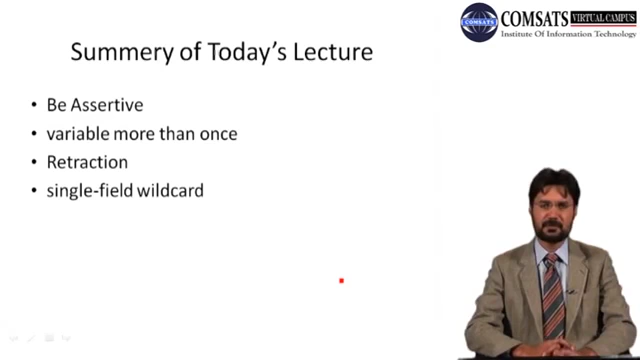 COMSATS VIRTUAL CAMPUS
Institute Of Information Technology
COMSATS
Summery of Today's Lecture
• Be Assertive
• variable more than once
• Retraction
• single-field wildcard